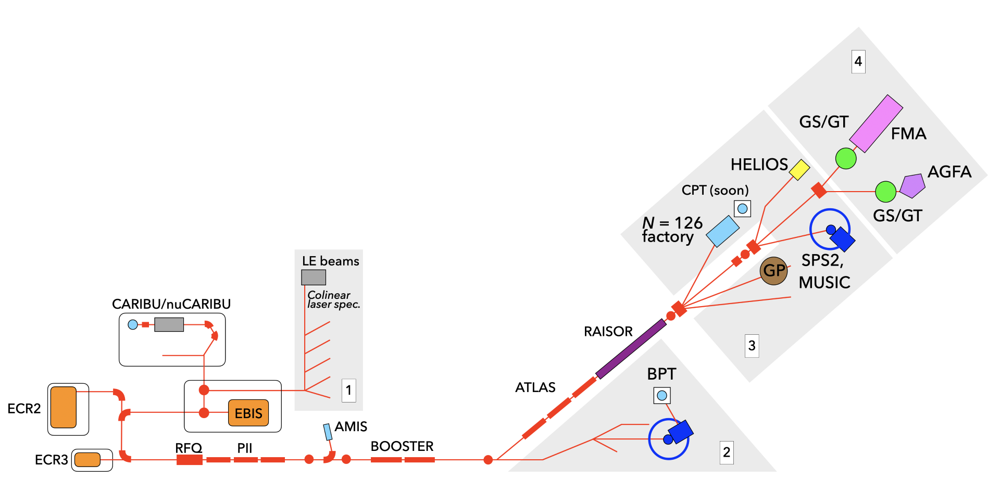 4
GS/GT
FMA
HELIOS
AGFA
CPT (soon)
GS/GT
N = 126
factory
SPS2,
MUSIC
GP
LE beams
Colinear
laser spec.
CARIBU/nuCARIBU
RAISOR
3
BPT
ATLAS
1
ECR2
EBIS
AMIS
RFQ
PII
BOOSTER
2
ECR3